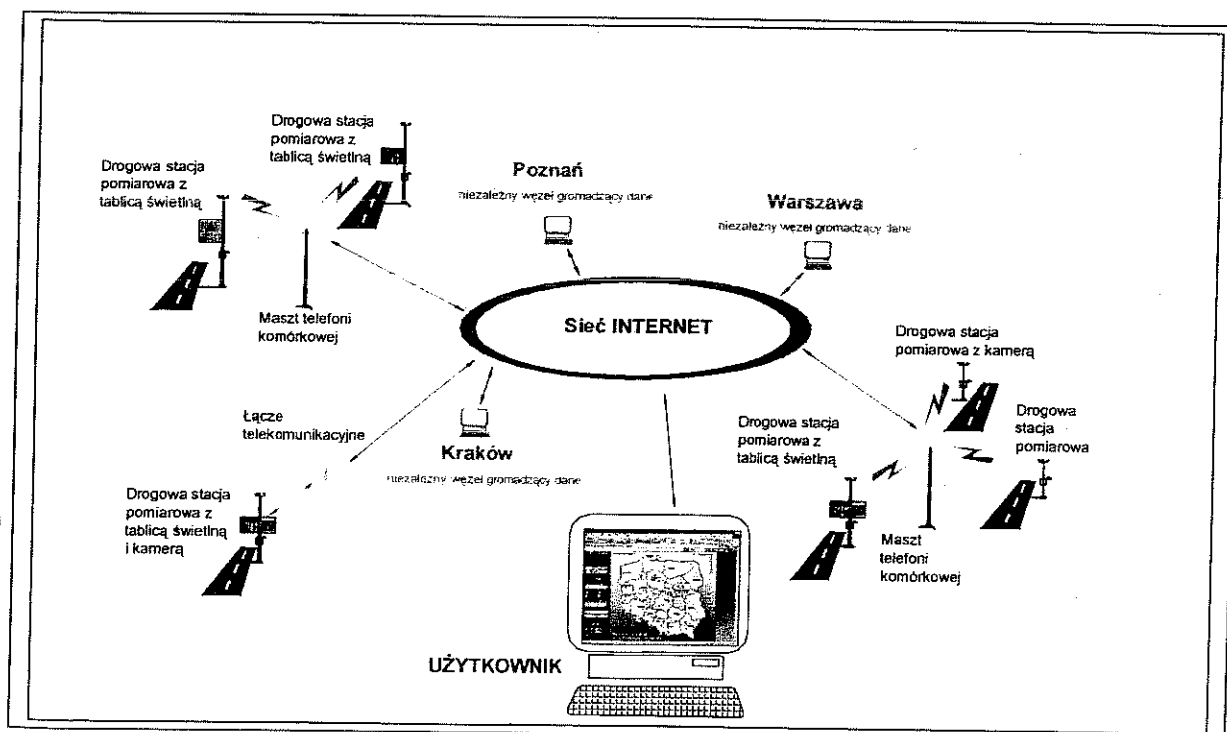 Drogowa stacja
pomiarowa z
tablicą świetlną
Drogowa stacja
pomiarowa z
tablicą świetlną
Maszt telefoni
komórkowej
Poznań
niezależny węzeł gromadzący dane
Warszawa
niezależny węzeł gromadzący dane
Sieć INTERNET
Drogowa stacja
pomiarowa z kamerą
Drogowa
stacja
pomiarowa
Drogowa stacja
pomiarowa z
tablicą świetlną
Maszt
telefoni
komórkowej
Łącze
telekomunikacyjne
Kraków
niezależny węzeł gromadzący dane
Drogowa stacja
pomiarowa z
tablicą świetlną
i kamerą
UŻYTKOWNIK